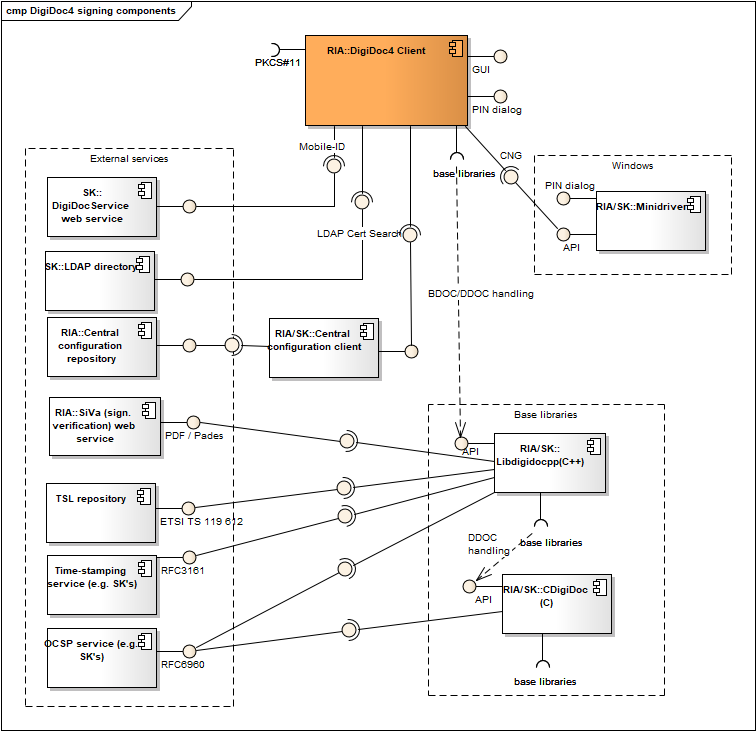 cmp DigiDoc4 signing components
RIA::DigiDoc4 Client
PKCS#11
GUI
PIN dialog
Mobile-ID
CNG
base libraries
External services
Windows
SK::
DigiDocService
web service
PIN dialog
RIA/SK::Minidriver
API
LDAP Cert Search
SK::LDAP directory
BDOC/DDOC handling
RIA::Central
configuration
repository
RIA/SK::Central
configuration client
RIA::SiVa (sign.
verification) web
service
PDF / Pades
Base libraries
API
RIA/SK::
Libdigidocpp(C++)
TSL repository
ETSI TS 119 612
DDOC
handling
base libraries
Time-stamping
service (e.g. SK's)
RFC3161
API
RIA/SK::CDigiDoc
(C)
OCSP service (e.g.
SK's)
RFC6960
base libraries